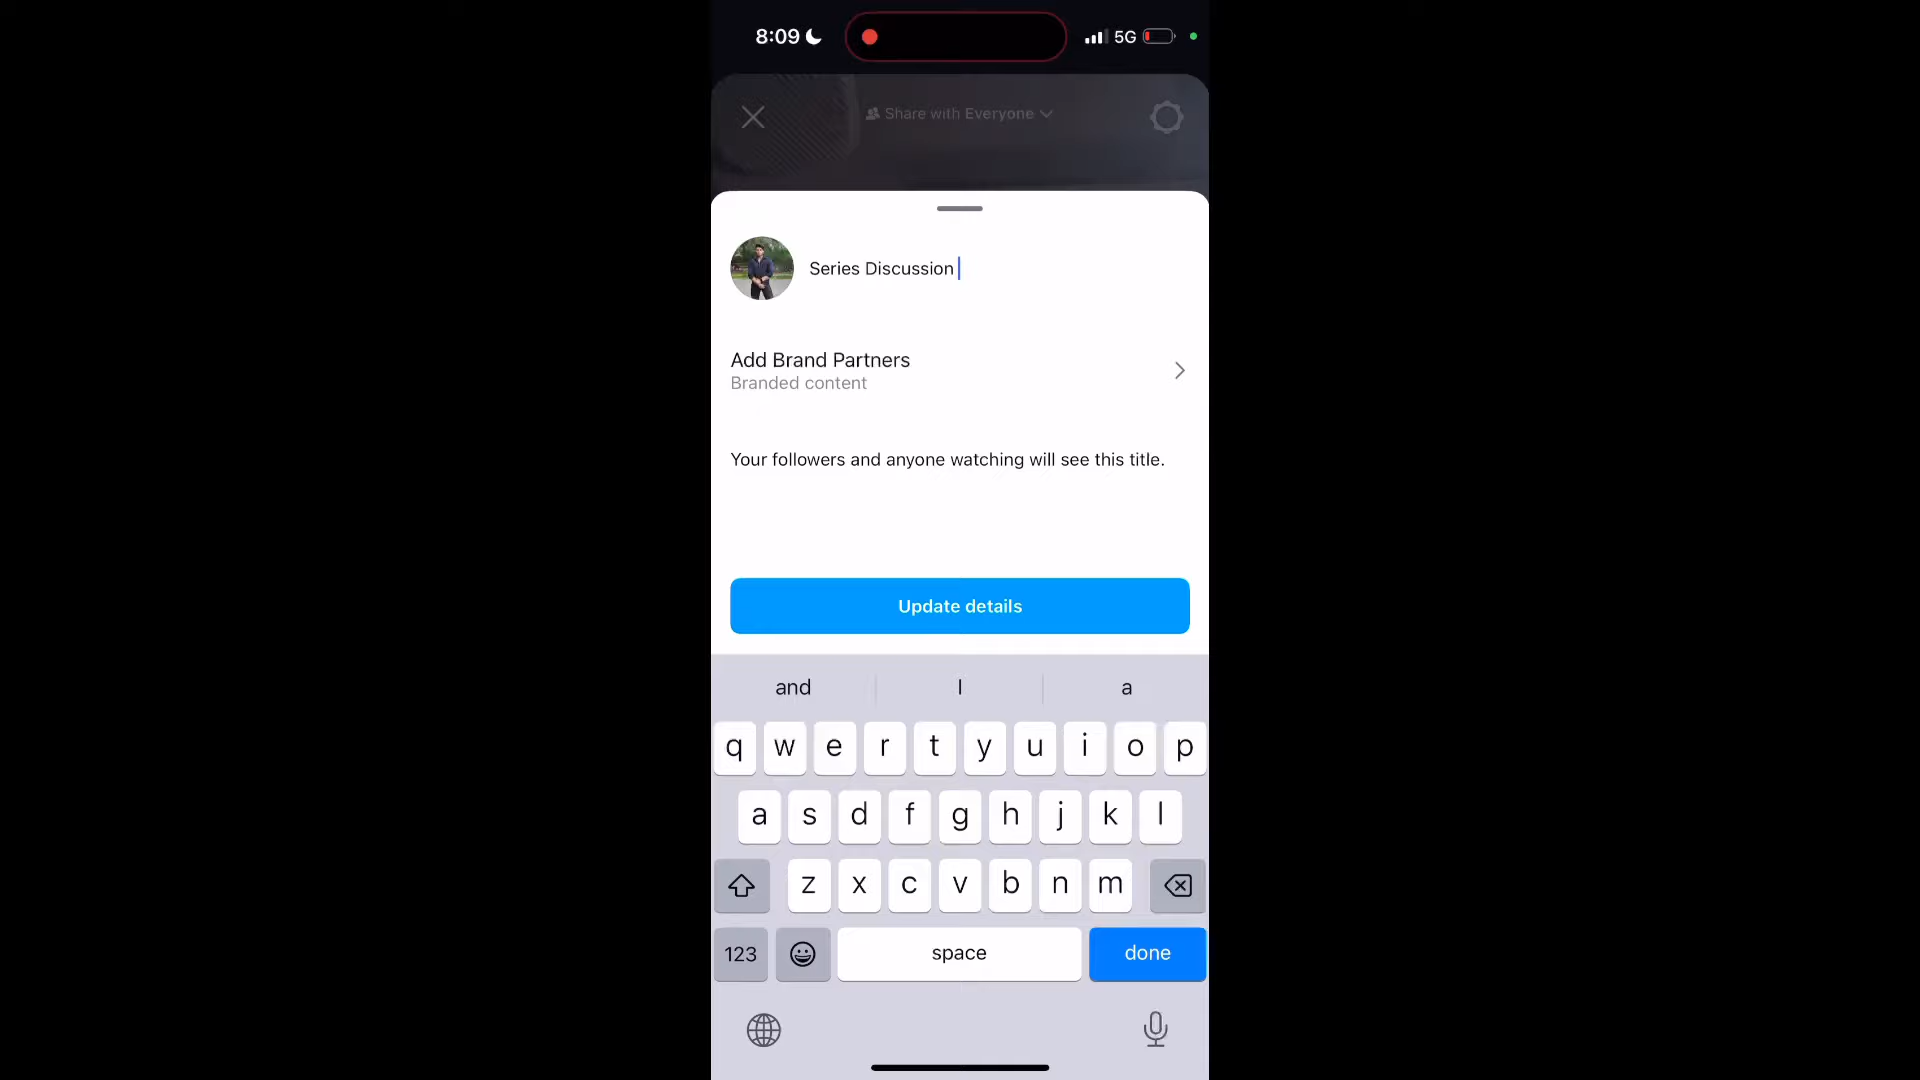 8:09
5G
Share with Everyone
Series Discussion
Add Brand Partners
Branded content
Your followers and anyone watching will see this title.
Update details
and I a
q w e r t y u i o p
a s d f g h j k l
z x c v b n m
123 space done